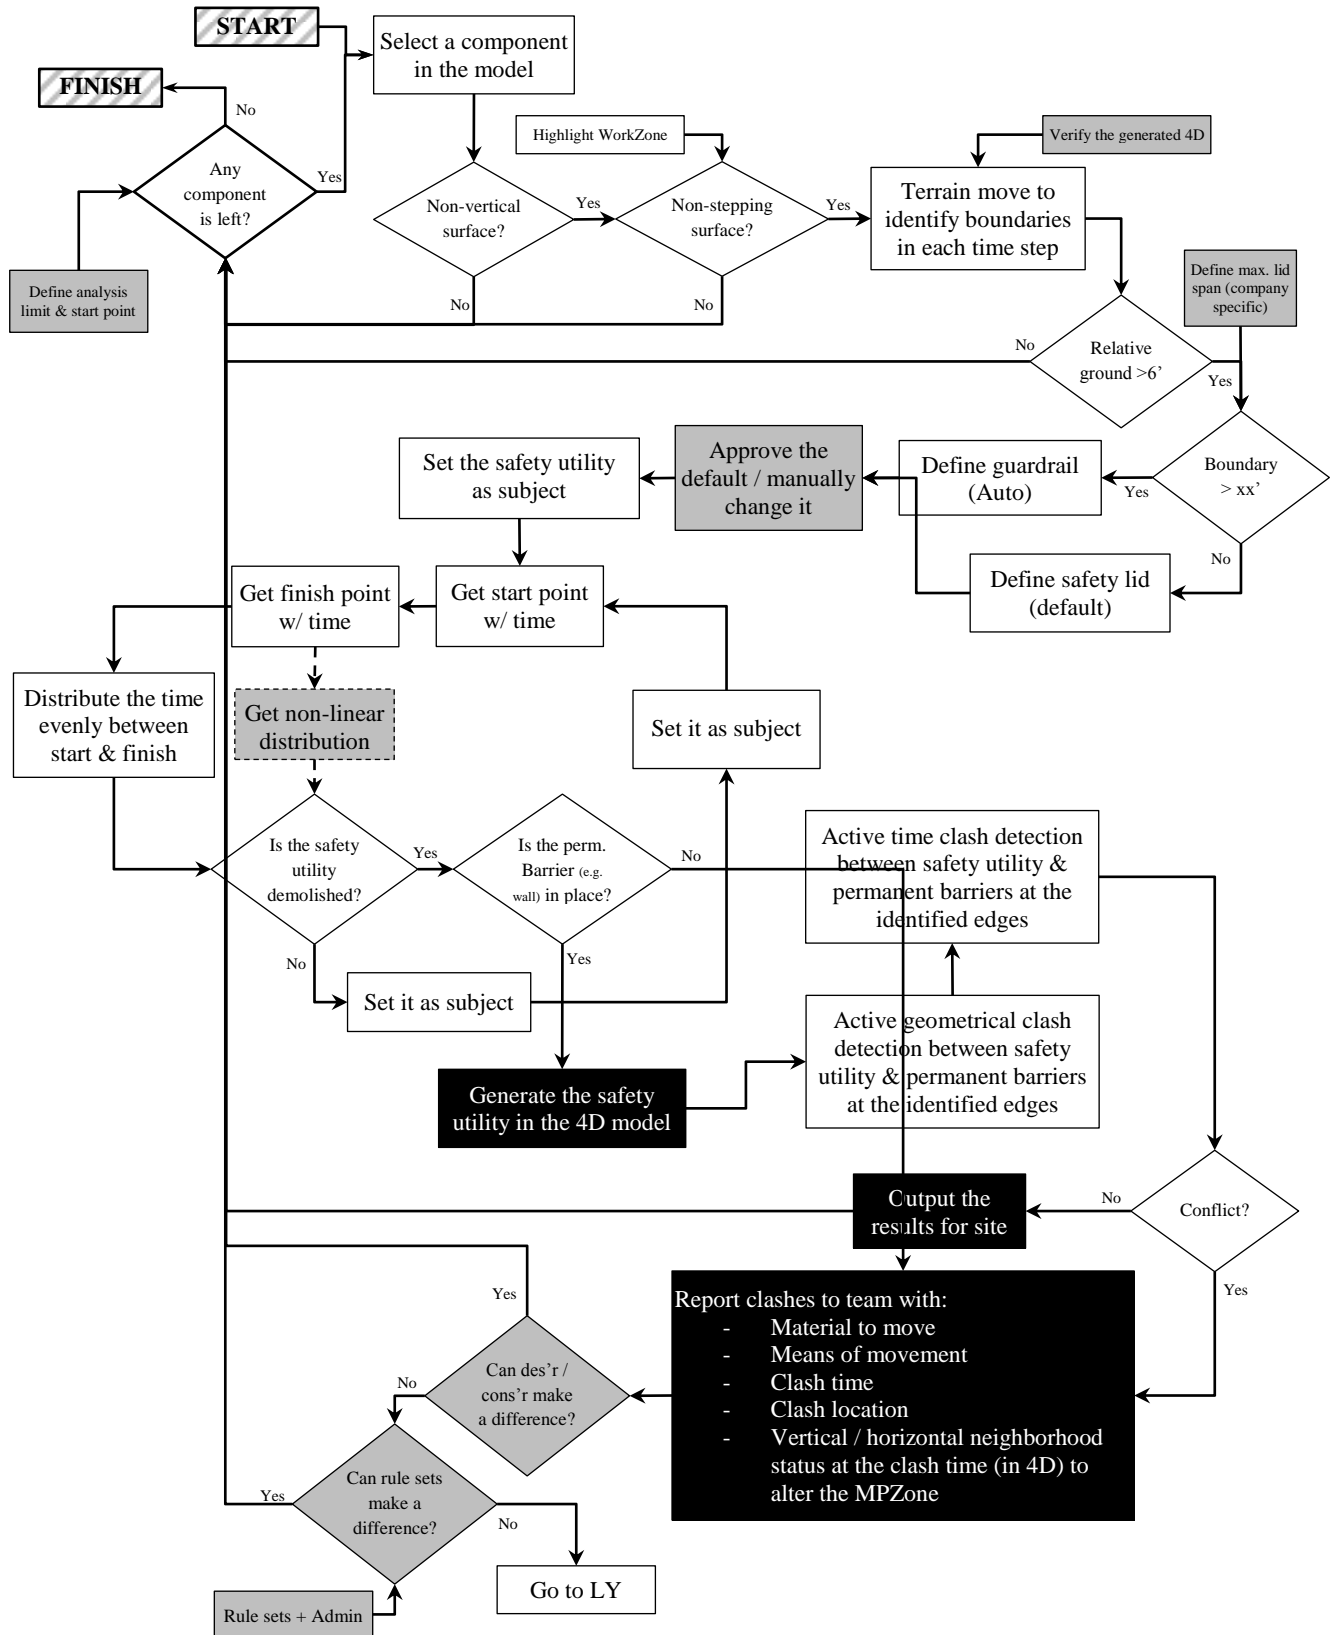 START
Select a component
in the model
FINISH
No
Highlight WorkZone
Verify the generated 4D
Any
component
is left?
Yes
Non-vertical
surface?
Yes
Non-stepping
surface?
Yes
Terrain move to
identify boundaries
in each time step
Define analysis
limit & start point
No
No
Define max. lid
span (company
specific)
No
Relative
ground >6’
Yes
Set the safety utility
as subject
Approve the
default / manually
change it
Define guardrail
(Auto)
Yes
Boundary
> xx’
No
Get finish point
w/ time
Get start point
w/ time
Define safety lid
(default)
Distribute the time
evenly between
start & finish
Get non-linear
distribution
Set it as subject
Is the safety
utility
demolished?
Yes
Is the perm.
Barrier (e.g.
wall) in place?
No
Active time clash detection
between safety utility &
permanent barriers at the
identified edges
No
Yes
Set it as subject
Active geometrical clash
detection between safety
utility & permanent barriers
at the identified edges
Generate the safety
utility in the 4D model
Output the
results for site
No
Conflict?
Yes
Yes
Report clashes to team with:
- Material to move
- Means of movement
- Clash time
- Clash location
- Vertical / horizontal neighborhood
status at the clash time (in 4D) to
alter the MPZone
Can des’r /
cons’r make
a difference?
No
Can rule sets
make a
difference?
Yes
No
Go to LY
Rule sets + Admin